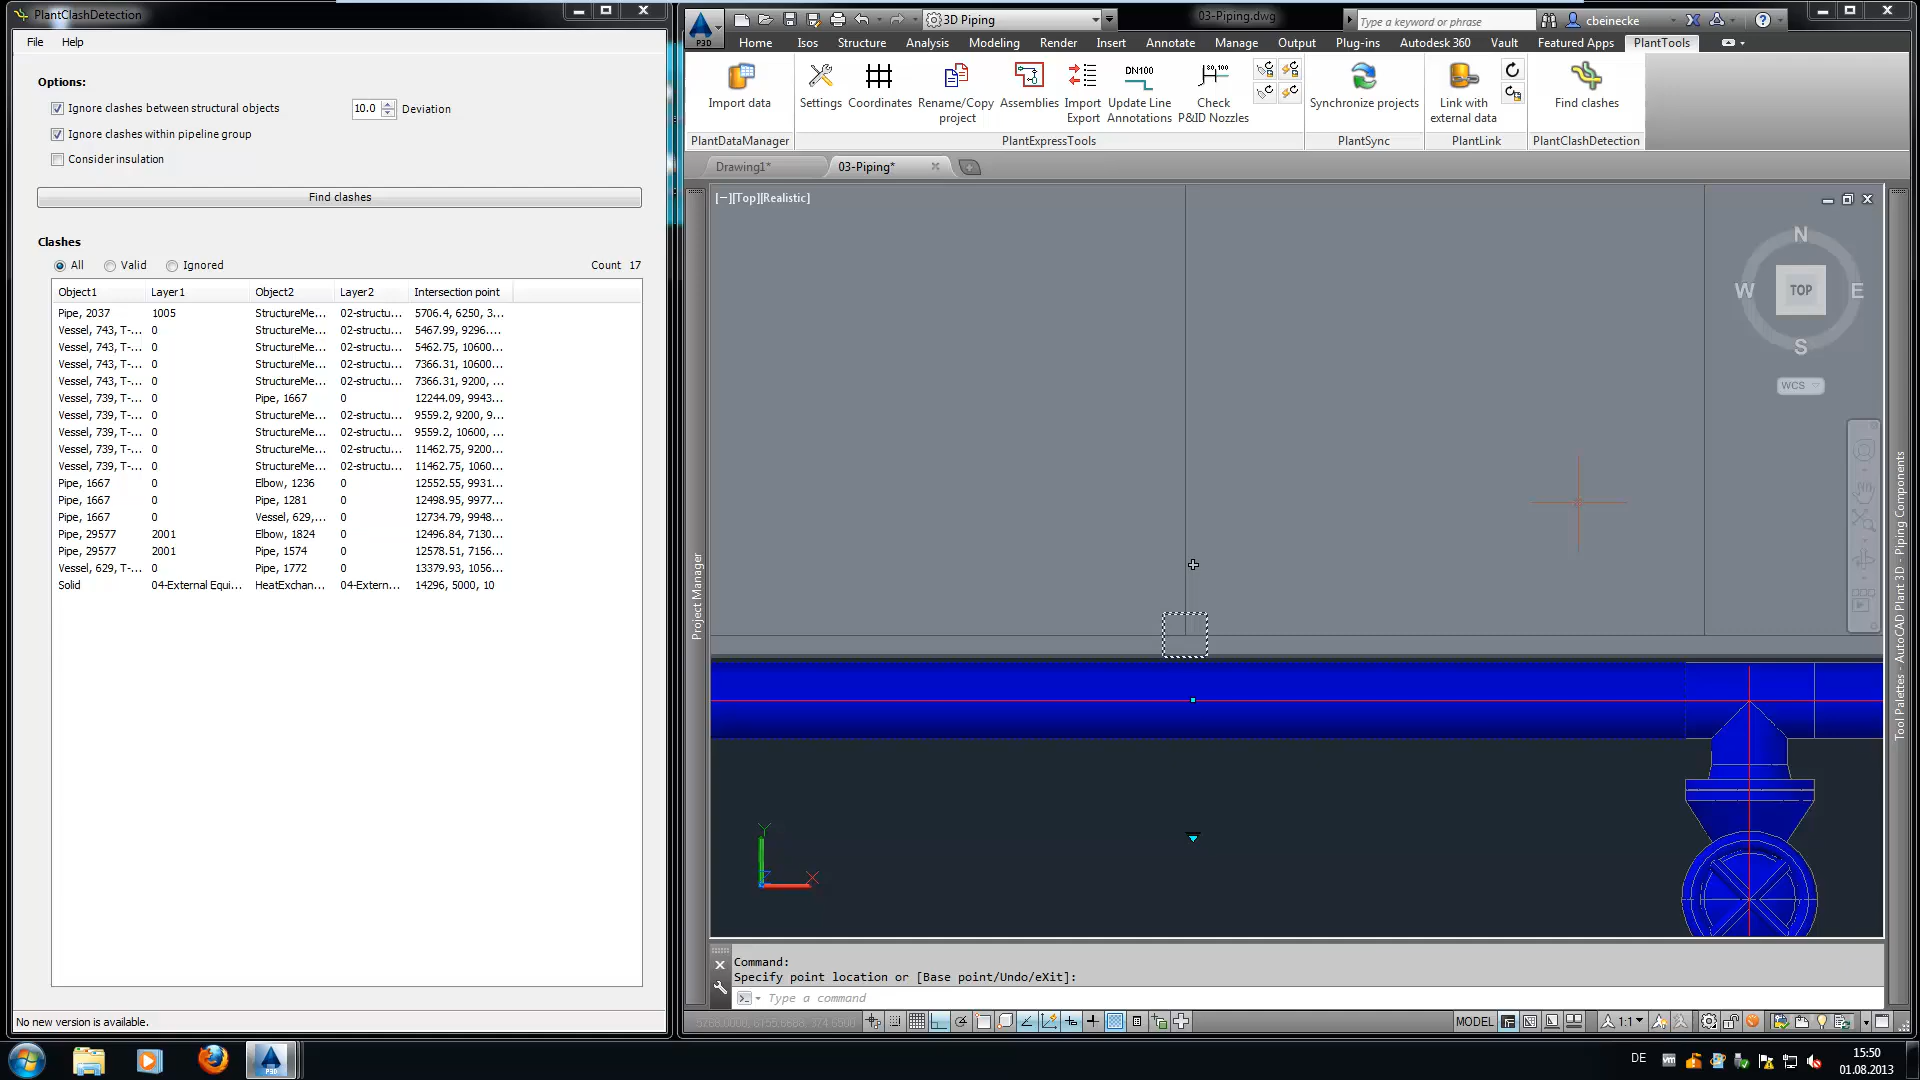 PlantClashDetection
File Help
Options:
Ignore clashes between structural objects
10.0 Deviation
Ignore clashes within pipeline group
Consider insulation
Find clashes
Clashes
All Valid Ignored Count 17
Object1 Layer1 Object2 Layer2 Intersection point
Pipe, 2037 1005 StructureMe... 02-structu... 5706.4, 6250, 3...
Vessel, 743, T-... 0 StructureMe... 02-structu... 5467.99, 9296....
Vessel, 743, T-... 0 StructureMe... 02-structu... 5462.75, 10600...
Vessel, 743, T-... 0 StructureMe... 02-structu... 7366.31, 10600...
Vessel, 743, T-... 0 StructureMe... 02-structu... 7366.31, 9200, ...
Vessel, 739, T-... 0 Pipe, 1667 0 12244.09, 9943...
Vessel, 739, T-... 0 StructureMe... 02-structu... 9559.2, 9200, 9...
Vessel, 739, T-... 0 StructureMe... 02-structu... 9559.2, 10600, ...
Vessel, 739, T-... 0 StructureMe... 02-structu... 11462.75, 9200...
Vessel, 739, T-... 0 StructureMe... 02-structu... 11462.75, 1060...
Pipe, 1667 0 Elbow, 1236 0 12552.55, 9931...
Pipe, 1667 0 Pipe, 1281 0 12498.95, 9977...
Pipe, 1667 0 Vessel, 629,... 0 12734.79, 9948...
Pipe, 29577 2001 Elbow, 1824 0 12496.84, 7130...
Pipe, 29577 2001 Pipe, 1574 0 12578.51, 7156...
Vessel, 629, T-... 0 Pipe, 1772 0 13379.93, 1056...
Solid 04-External Equi... HeatExchan... 04-Extern... 14296, 5000, 10
No new version is available.
P3D
3D Piping
03-Piping.dwg
Type a keyword or phrase
cbeinecke
Home Isos Structure Analysis Modeling Render Insert Annotate Manage Output Plug-ins Autodesk 360 Vault Featured Apps PlantTools
DN100
Import data Settings Coordinates Rename/Copy project Assemblies Import Export Update Line Annotations Check P&ID Nozzles Synchronize projects Link with external data Find clashes
PlantDataManager PlantExpressTools PlantSync PlantLink PlantClashDetection
Drawing1* 03-Piping*
[−][Top][Realistic]
N
W TOP E
S
WCS
Project Manager
Tool Palettes - AutoCAD Plant 3D - Piping Components
Y
X
Command:
Specify point location or [Base point/Undo/eXit]:
Type a command
MODEL 1:1
P3D
DE
15:50
01.08.2013